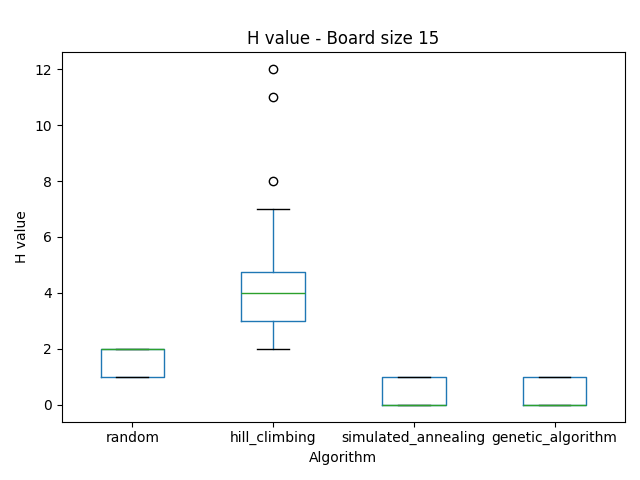 H value - Board size 15
H value
12
10
8
6
4
2
0
random hill_climbing simulated_annealing genetic_algorithm
Algorithm